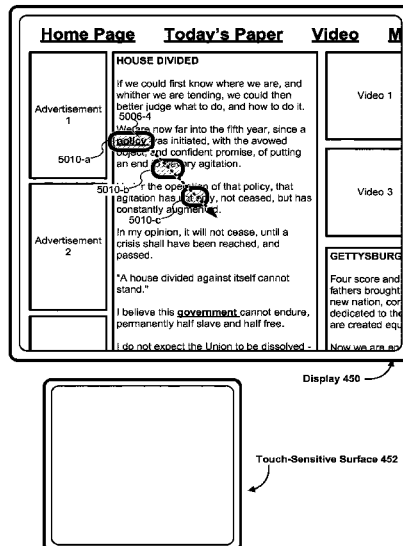 Home Page Today's Paper Video M
HOUSE DIVIDED
If we could first know where we are, and
whither we are tending, we could then
better judge what to do, and how to do it.
5006-4
We are now far into the fifth year, since a
policy was initiated, with the avowed
object, and confident promise, of putting
an end to slavery agitation.
5010-a
5010-b
the operation of that policy, that
agitation has not only, not ceased, but has
constantly augmented.
5010-c
In my opinion, it will not cease, until a
crisis shall have been reached, and
passed.
"A house divided against itself cannot
stand."
I believe this government cannot endure,
permanently half slave and half free.
I do not expect the Union to be dissolved -
Advertisement
1
Advertisement
2
Video 1
Video 3
GETTYSBURG
Four score and
fathers brought
new nation, con
dedicated to the
are created equ
Now we are en
Display 450
Touch-Sensitive Surface 452